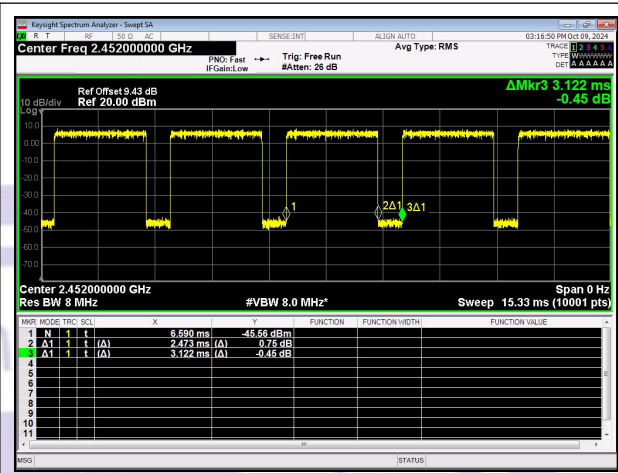 Keysight Spectrum Analyzer - Swept SA
LXI R T RF 50 Ω AC SENSE:INT ALIGN AUTO 03:16:50 PM Oct 09, 2024
Center Freq 2.452000000 GHz Avg Type: RMS TRACE 1 2 3 4 5 6
PNO: Fast Trig: Free Run TYPE W
IFGain:Low #Atten: 26 dB DET A A A A A A
ΔMkr3 3.122 ms
Ref Offset 9.43 dB
10 dB/div Ref 20.00 dBm -0.45 dB
Log
10.0
0.00
-10.0
-20.0
-30.0
1 2Δ1 3Δ1
-40.0
-50.0
-60.0
-70.0
Center 2.452000000 GHz Span 0 Hz
Res BW 8 MHz #VBW 8.0 MHz* Sweep 15.33 ms (10001 pts)
MKR MODE TRC SCL X Y FUNCTION FUNCTION WIDTH FUNCTION VALUE
1 N 1 t 6.590 ms -45.56 dBm
2 Δ1 1 t (Δ) 2.473 ms (Δ) 0.75 dB
3 Δ1 1 t (Δ) 3.122 ms (Δ) -0.45 dB
4
5
6
7
8
9
10
11
MSG STATUS